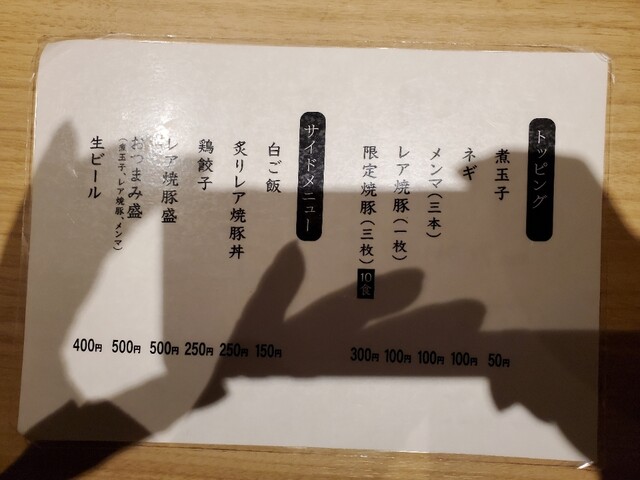 トッピング
煮玉子 50円
ネギ 100円
メンマ(三本) 100円
レア焼豚(一枚) 100円
限定焼豚(三枚)10食 300円
サイドメニュー
白ご飯 150円
炙りレア焼豚丼 250円
鶏餃子 250円
レア焼豚盛 500円
おつまみ盛 500円
(煮玉子、レア焼豚、メンマ)
生ビール 400円